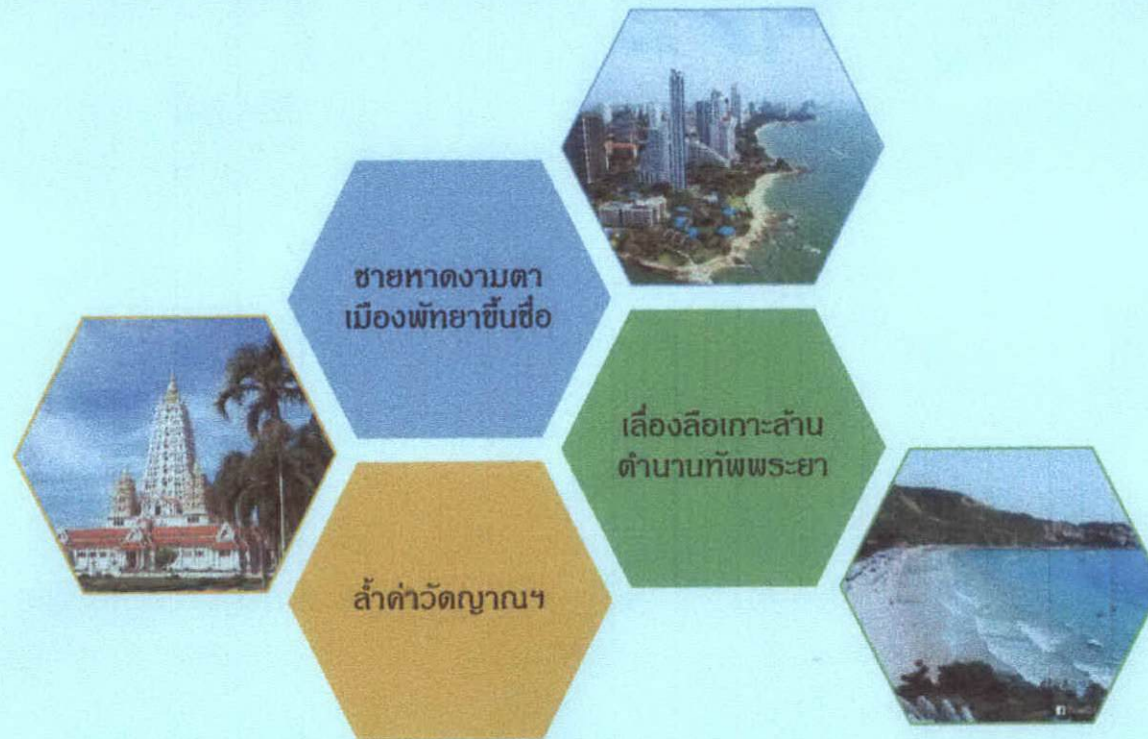 ชายหาดงามตา
เมืองพัทยาขึ้นชื่อ
เลื่องลือเกาะล้าน
ตำนานทัพพระยา
ล้ำค่าวัดญาณฯ